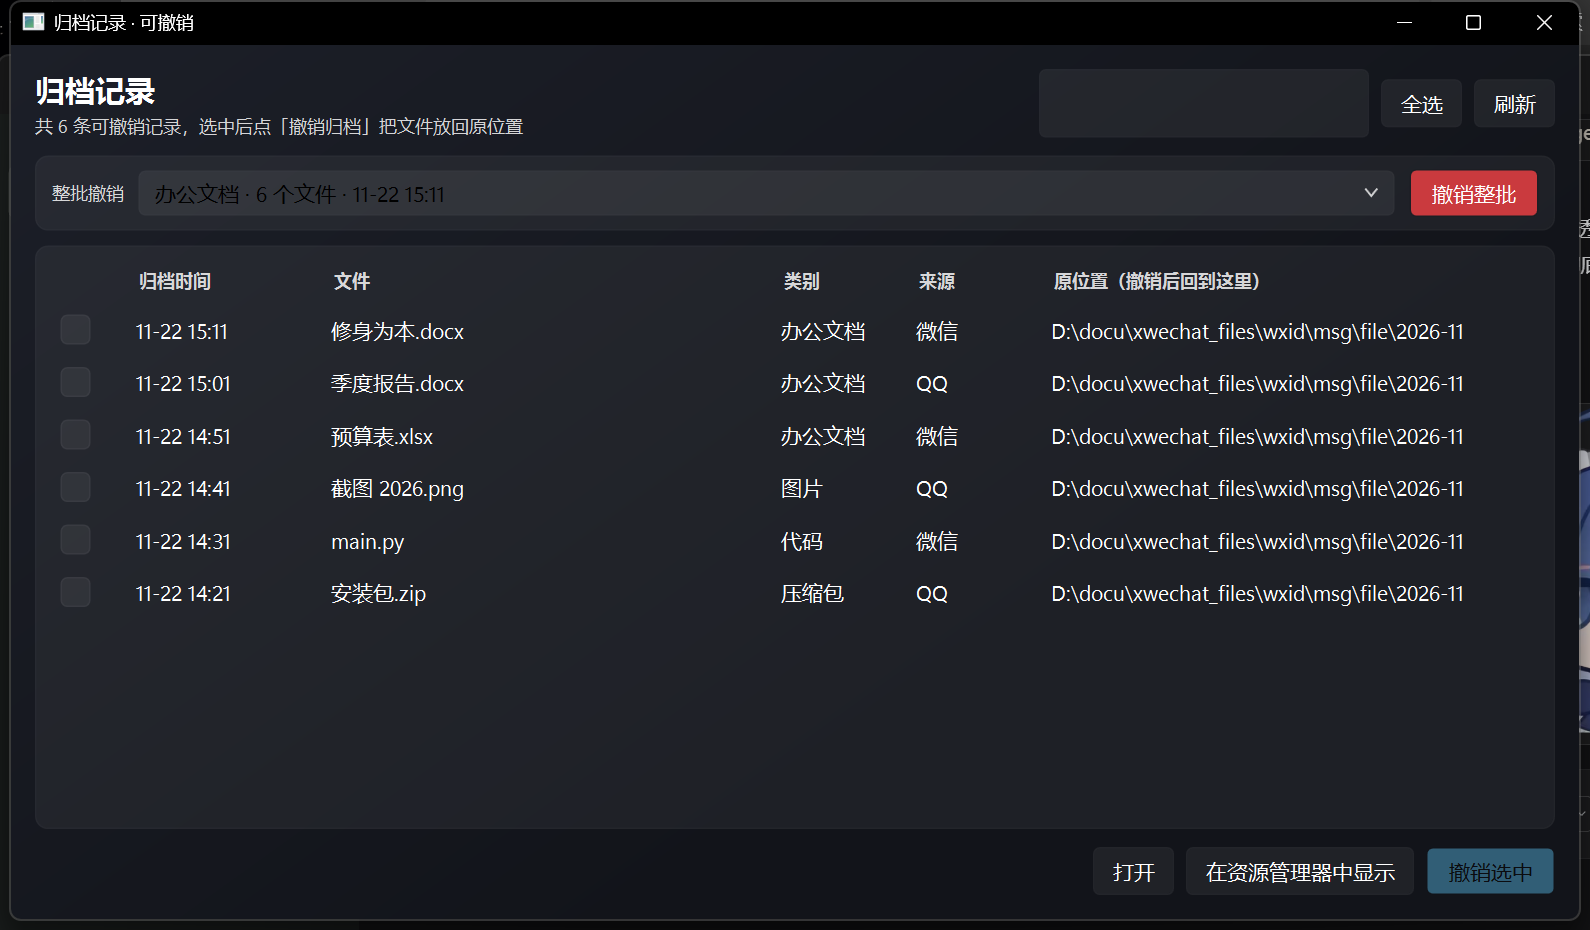 归档记录 · 可撤销
归档记录
共 6 条可撤销记录，选中后点「撤销归档」把文件放回原位置
全选
刷新
整批撤销
办公文档 · 6 个文件 · 11-22 15:11
撤销整批
归档时间 文件 类别 来源 原位置（撤销后回到这里）
11-22 15:11 修身为本.docx 办公文档 微信 D:\docu\xwechat_files\wxid\msg\file\2026-11
11-22 15:01 季度报告.docx 办公文档 QQ D:\docu\xwechat_files\wxid\msg\file\2026-11
11-22 14:51 预算表.xlsx 办公文档 微信 D:\docu\xwechat_files\wxid\msg\file\2026-11
11-22 14:41 截图 2026.png 图片 QQ D:\docu\xwechat_files\wxid\msg\file\2026-11
11-22 14:31 main.py 代码 微信 D:\docu\xwechat_files\wxid\msg\file\2026-11
11-22 14:21 安装包.zip 压缩包 QQ D:\docu\xwechat_files\wxid\msg\file\2026-11
打开
在资源管理器中显示
撤销选中